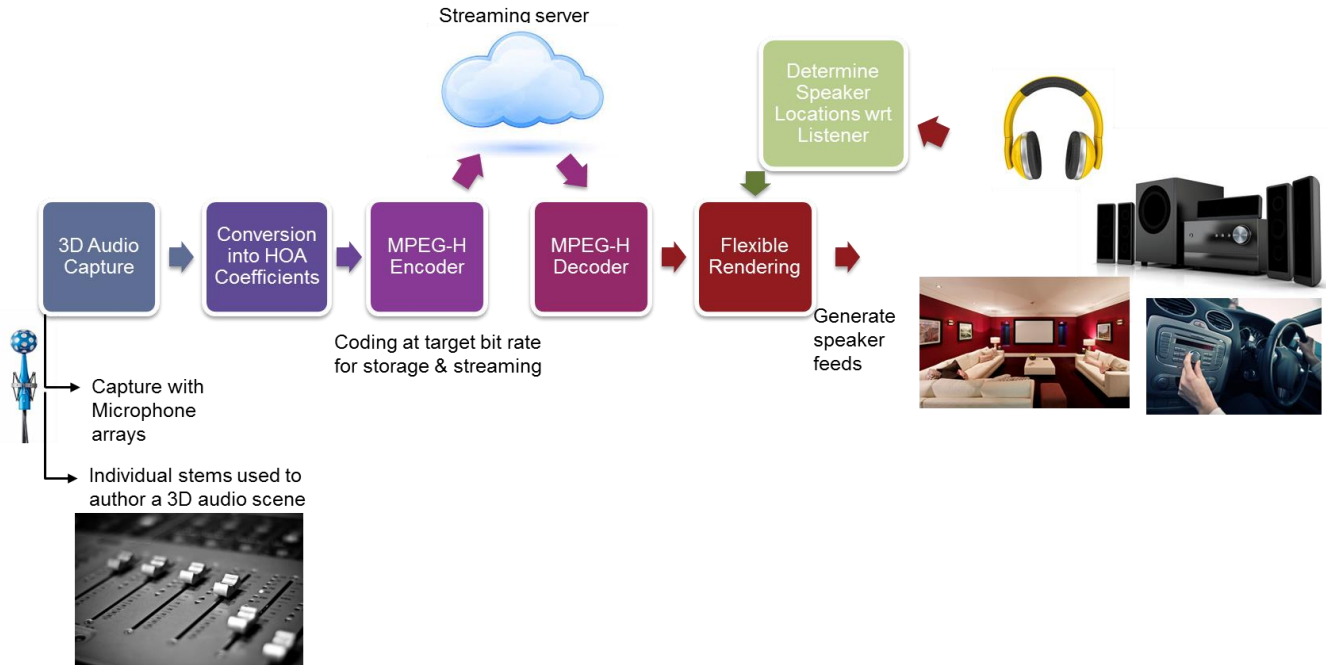 Streaming server
Determine
Speaker
Locations wrt
Listener
3D Audio
Capture
Conversion
into HOA
Coefficients
MPEG-H
Encoder
MPEG-H
Decoder
Flexible
Rendering
Coding at target bit rate
for storage & streaming
Generate
speaker
feeds
Capture with
Microphone
arrays
Individual stems used to
author a 3D audio scene